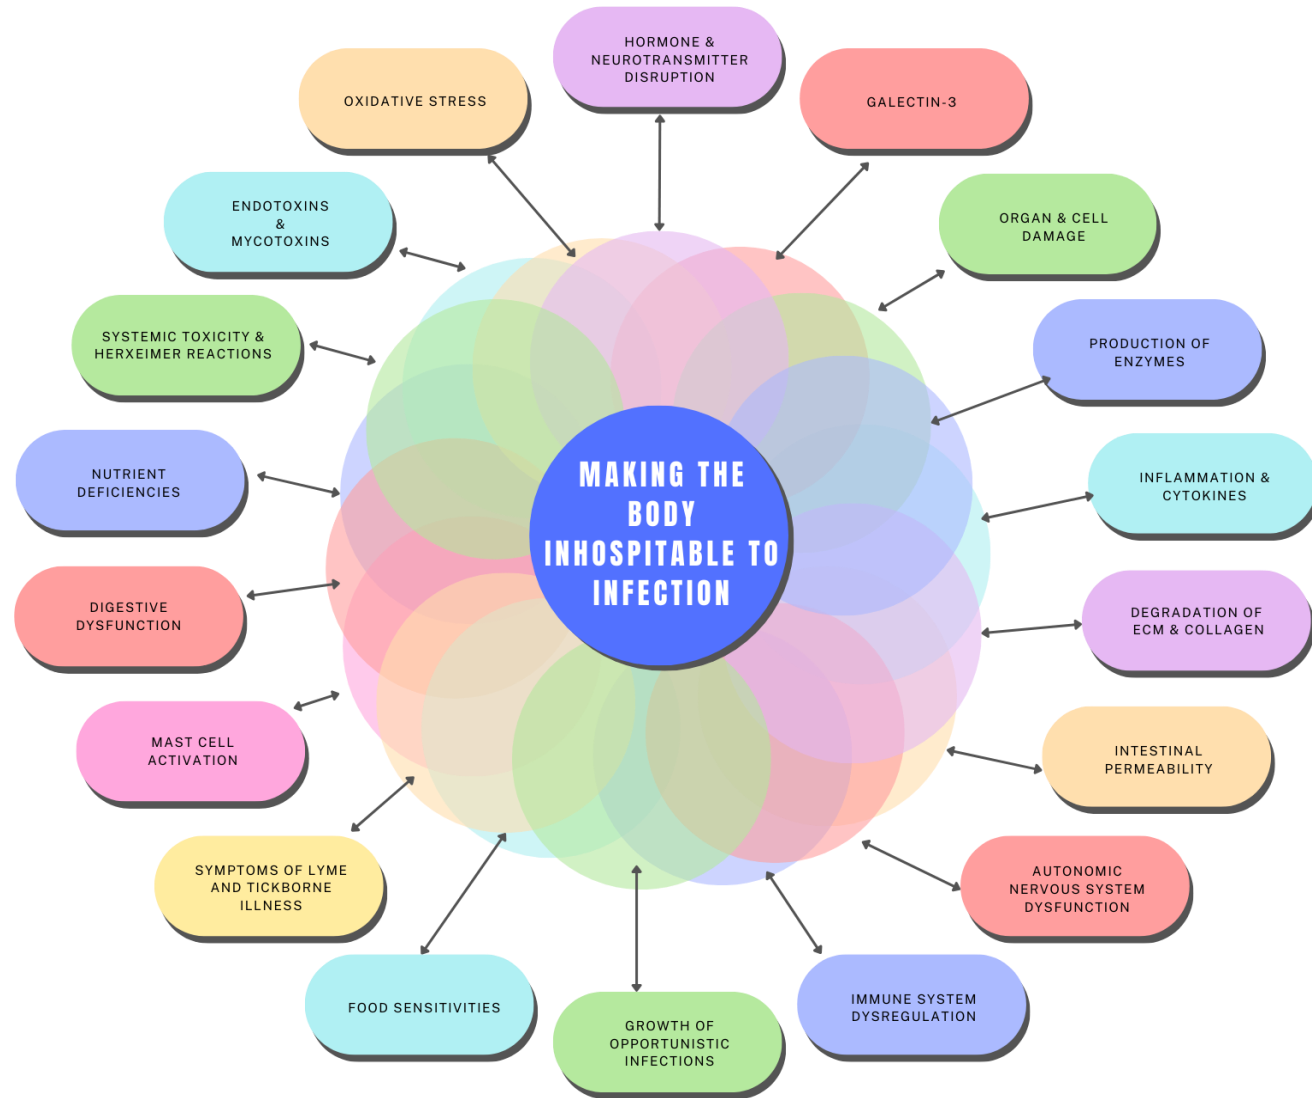 HORMONE &
NEUROTRANSMITTER
DISRUPTION
GALECTIN-3
ORGAN & CELL
DAMAGE
PRODUCTION OF
ENZYMES
INFLAMMATION &
CYTOKINES
DEGRADATION OF
ECM & COLLAGEN
INTESTINAL
PERMEABILITY
AUTONOMIC
NERVOUS SYSTEM
DYSFUNCTION
IMMUNE SYSTEM
DYSREGULATION
GROWTH OF
OPPORTUNISTIC
INFECTIONS
FOOD SENSITIVITIES
SYMPTOMS OF LYME
AND TICKBORNE
ILLNESS
MAST CELL
ACTIVATION
DIGESTIVE
DYSFUNCTION
NUTRIENT
DEFICIENCIES
SYSTEMIC TOXICITY &
HERXEIMER REACTIONS
ENDOTOXINS
&
MYCOTOXINS
OXIDATIVE STRESS
MAKING THE
BODY
INHOSPITABLE TO
INFECTION